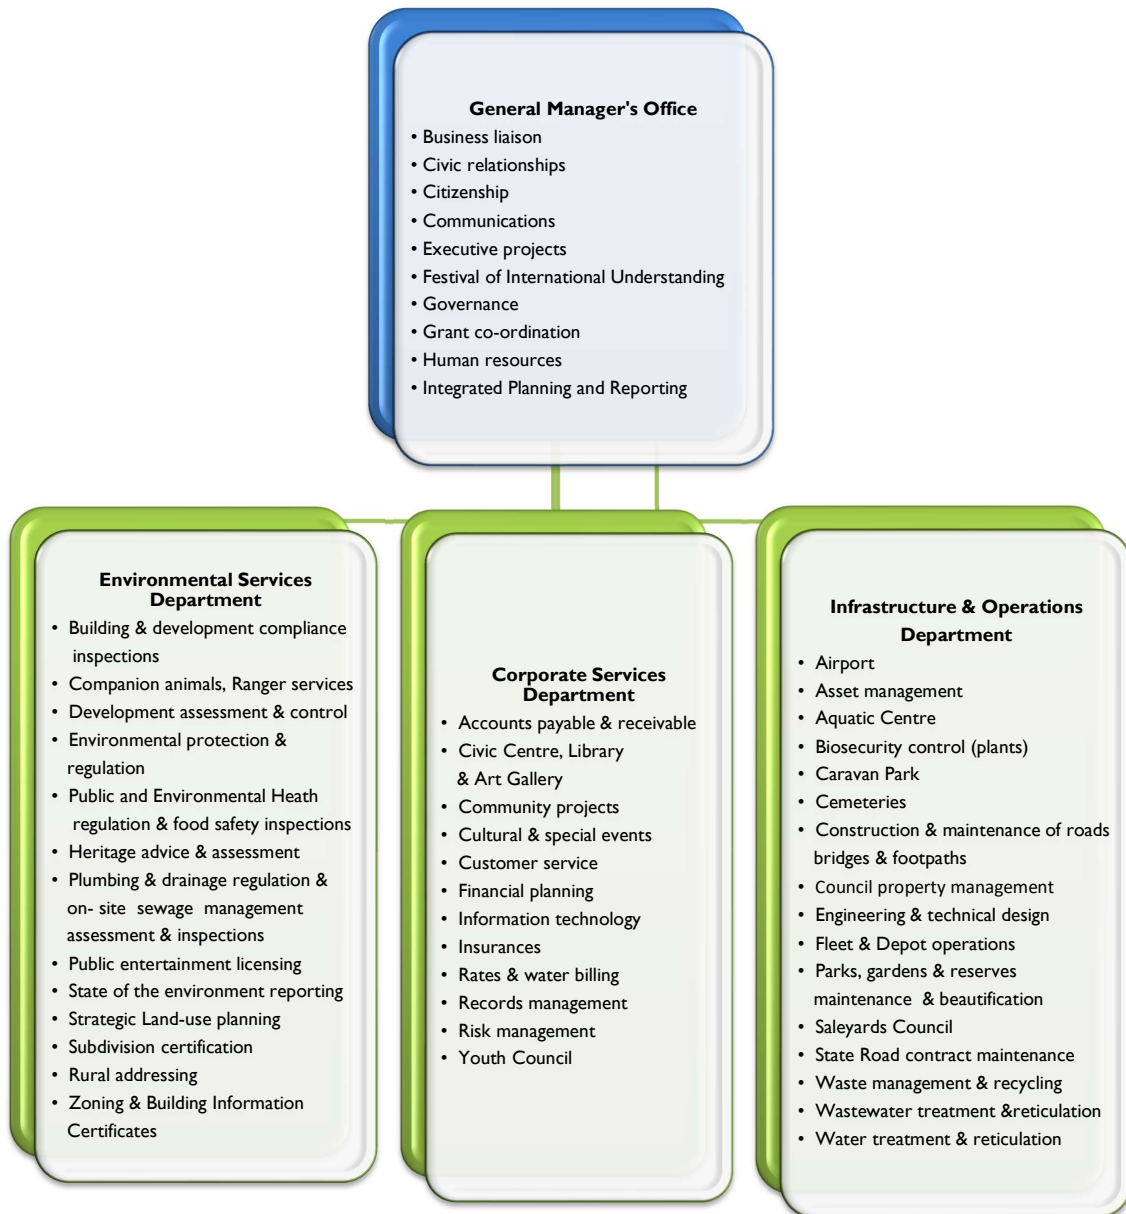 General Manager's Office
• Business liaison
• Civic relationships
• Citizenship
• Communications
• Executive projects
• Festival of International Understanding
• Governance
• Grant co-ordination
• Human resources
• Integrated Planning and Reporting
Environmental Services
Department
• Building & development compliance
inspections
• Companion animals, Ranger services
• Development assessment & control
• Environmental protection &
regulation
• Public and Environmental Heath
regulation & food safety inspections
• Heritage advice & assessment
• Plumbing & drainage regulation &
on- site sewage management
assessment & inspections
• Public entertainment licensing
• State of the environment reporting
• Strategic Land-use planning
• Subdivision certification
• Rural addressing
• Zoning & Building Information
Certificates
Corporate Services
Department
• Accounts payable & receivable
• Civic Centre, Library
& Art Gallery
• Community projects
• Cultural & special events
• Customer service
• Financial planning
• Information technology
• Insurances
• Rates & water billing
• Records management
• Risk management
• Youth Council
Infrastructure & Operations
Department
• Airport
• Asset management
• Aquatic Centre
• Biosecurity control (plants)
• Caravan Park
• Cemeteries
• Construction & maintenance of roads
bridges & footpaths
• Council property management
• Engineering & technical design
• Fleet & Depot operations
• Parks, gardens & reserves
maintenance & beautification
• Saleyards Council
• State Road contract maintenance
• Waste management & recycling
• Wastewater treatment &reticulation
• Water treatment & reticulation